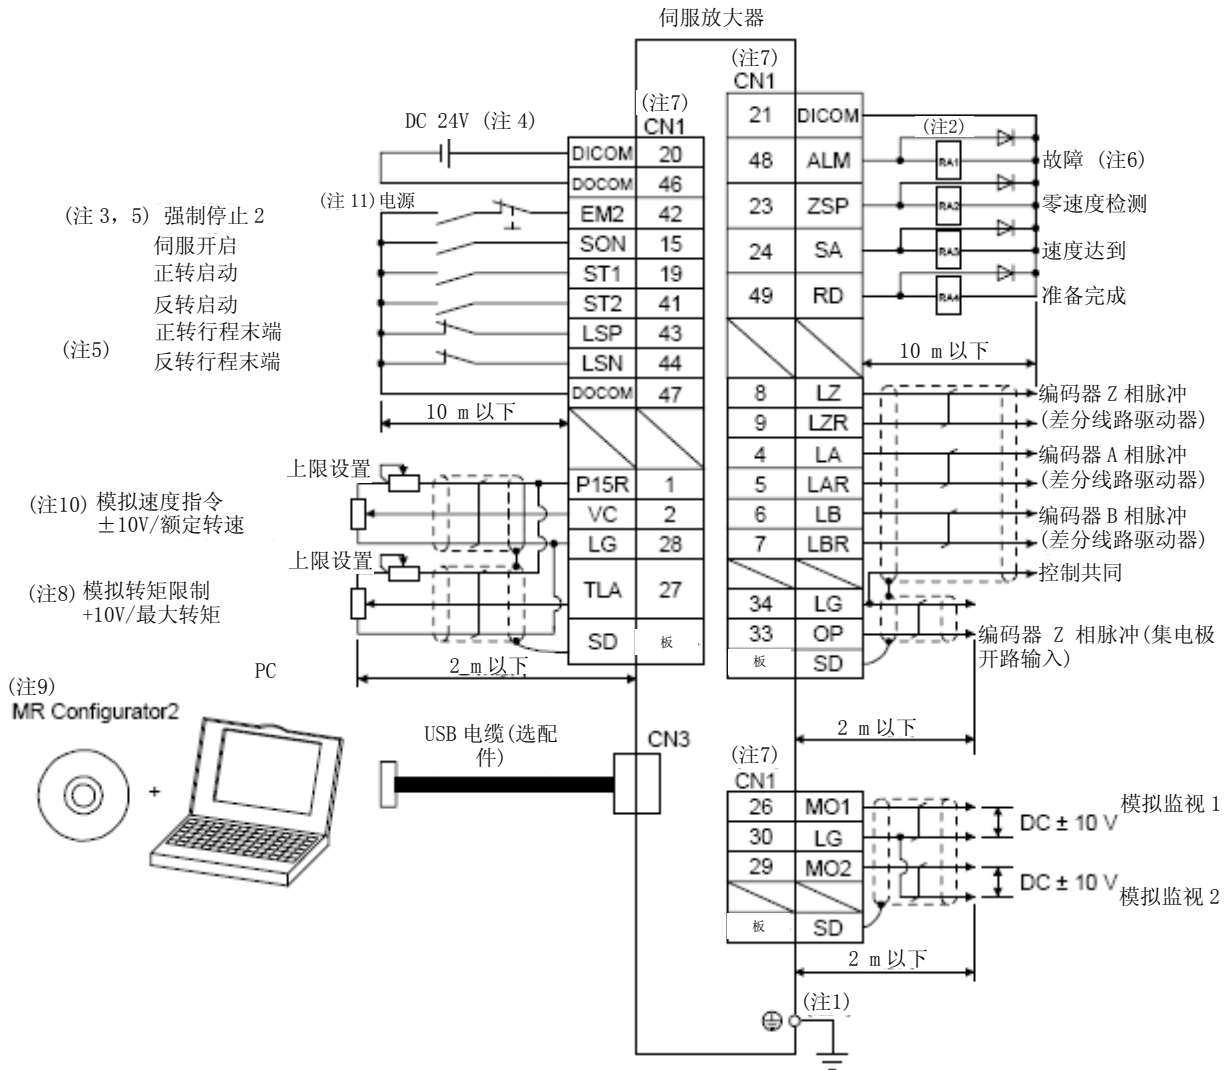 伺服放大器
(注7)
CN1
21 DICOM
48 ALM
23 ZSP
24 SA
49 RD
8 LZ
9 LZR
4 LA
5 LAR
6 LB
7 LBR
34 LG
33 OP
板 SD
(注2)
RA1
RA2
RA3
RA4
故障 (注6)
零速度检测
速度达到
准备完成
10 m 以下
编码器 Z 相脉冲
(差分线路驱动器)
编码器 A 相脉冲
(差分线路驱动器)
编码器 B 相脉冲
(差分线路驱动器)
控制共同
编码器 Z 相脉冲(集电极
开路输入)
2 m 以下
DC 24V (注 4)
(注7)
CN1
DICOM 20
DOCOM 46
EM2 42
SON 15
ST1 19
ST2 41
LSP 43
LSN 44
DOCOM 47
P15R 1
VC 2
LG 28
TLA 27
SD 板
(注 11)电源
(注 3, 5) 强制停止 2
伺服开启
正转启动
反转启动
正转行程末端
(注5)
反转行程末端
10 m 以下
上限设置
(注10) 模拟速度指令
±10V/额定转速
上限设置
(注8) 模拟转矩限制
+10V/最大转矩
2 m 以下
PC
(注9)
MR Configurator2
+
USB 电缆(选配
件)
CN3
(注7)
CN1
26 MO1
30 LG
29 MO2
板 SD
DC ± 10 V
模拟监视 1
DC ± 10 V
模拟监视 2
2 m 以下
(注1)